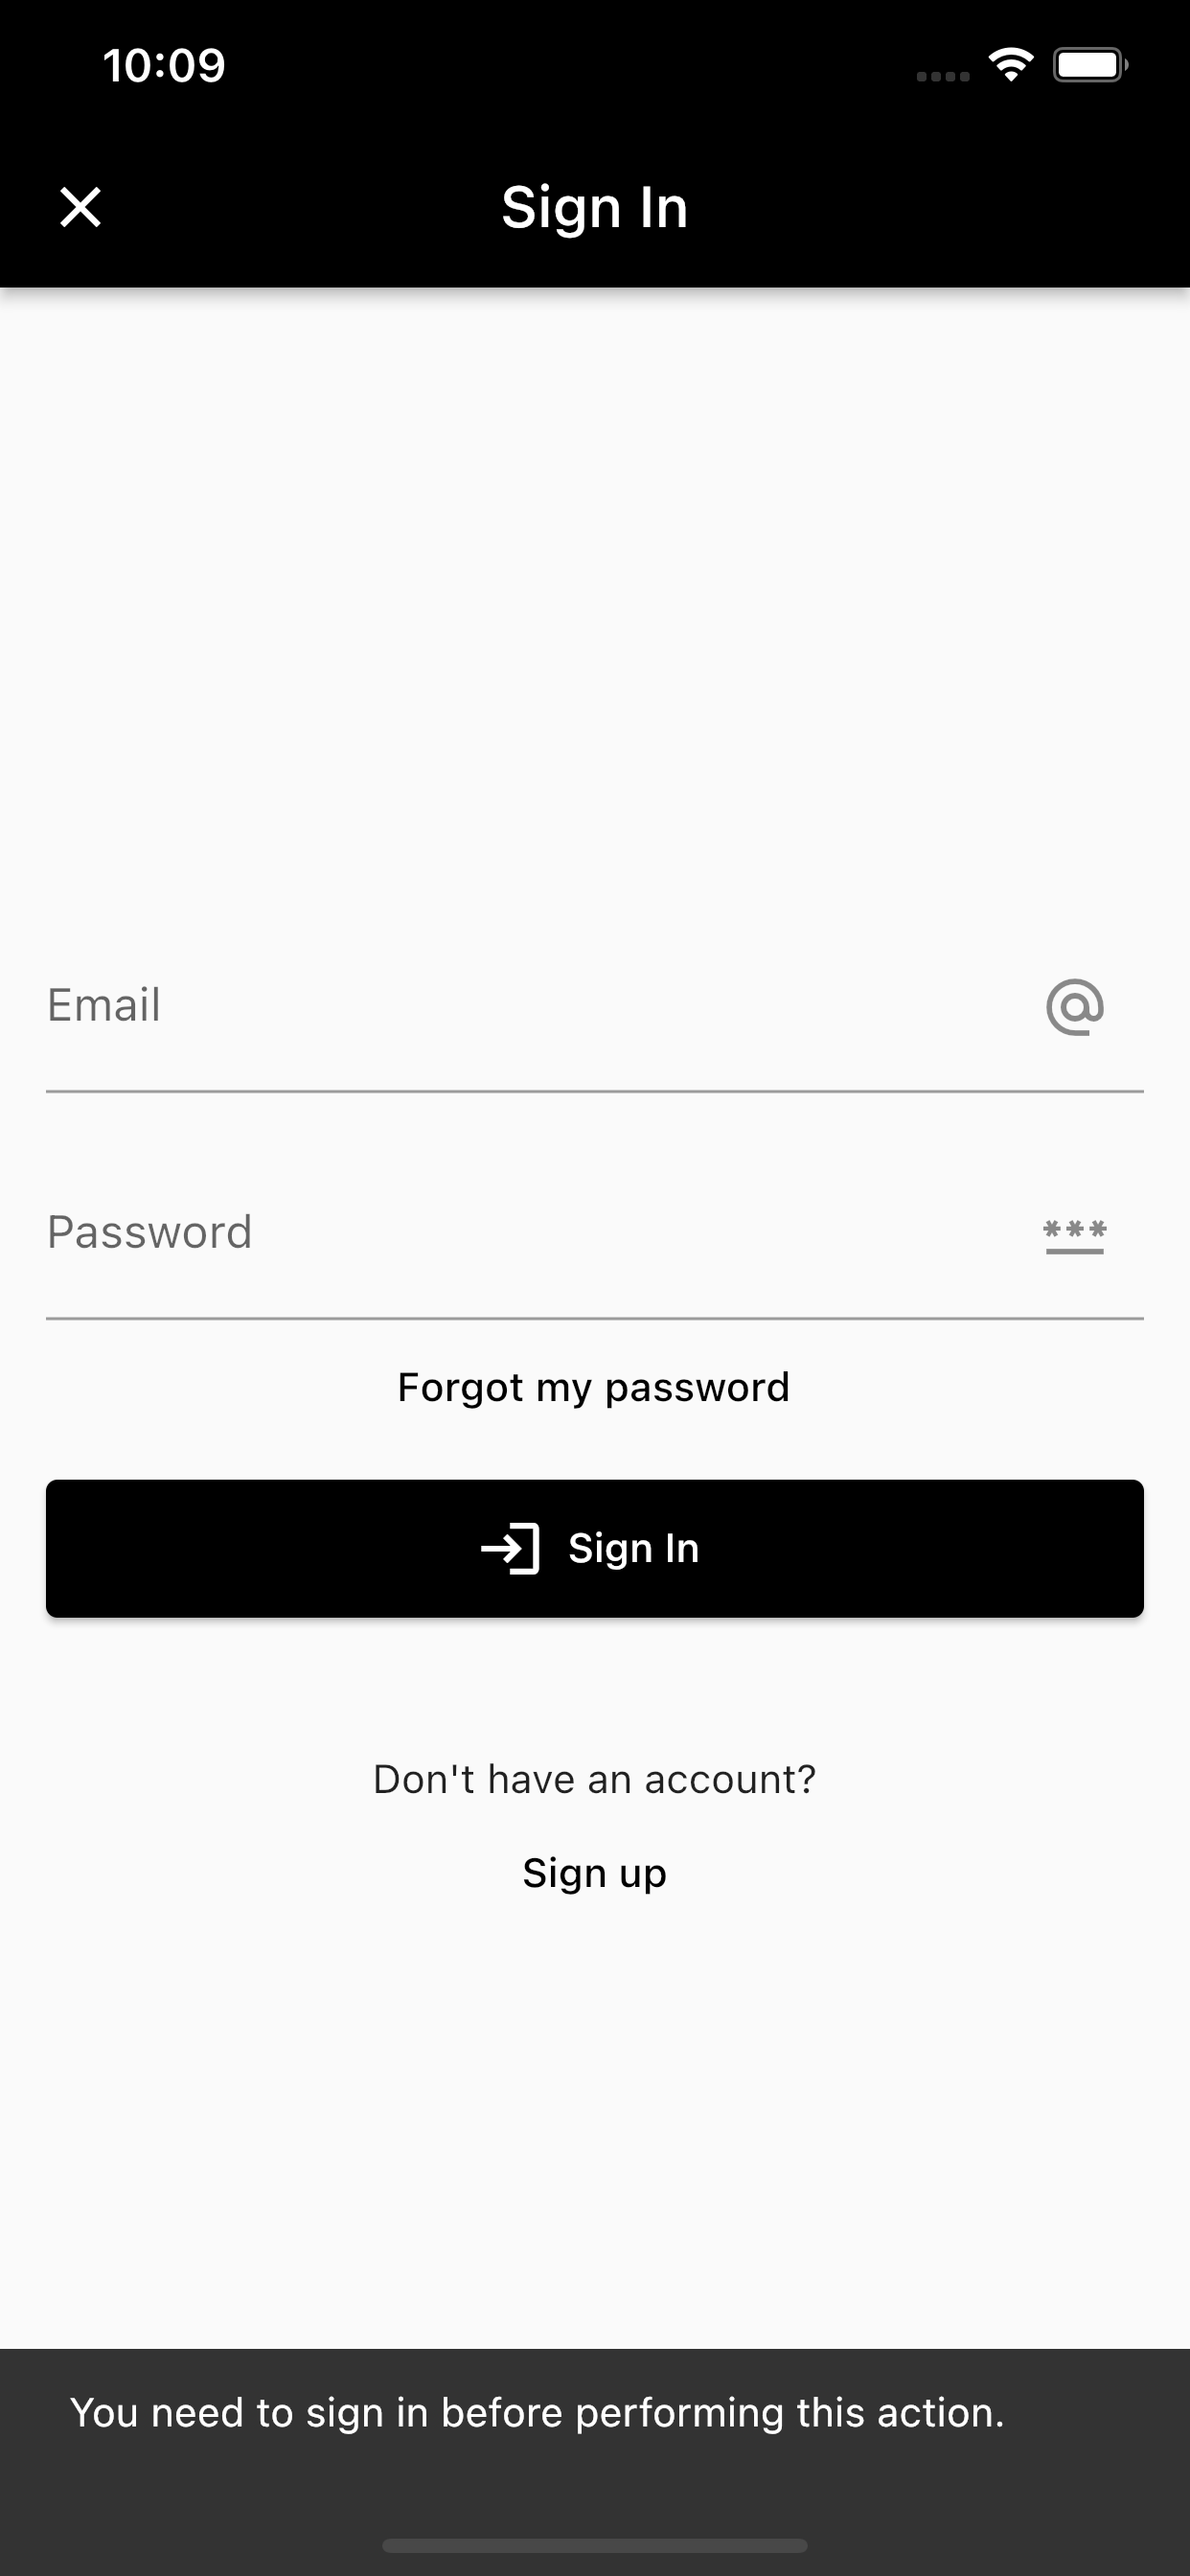 10:09
Sign In
Email
Password
Forgot my password
Sign In
Don't have an account?
Sign up
You need to sign in before performing this action.